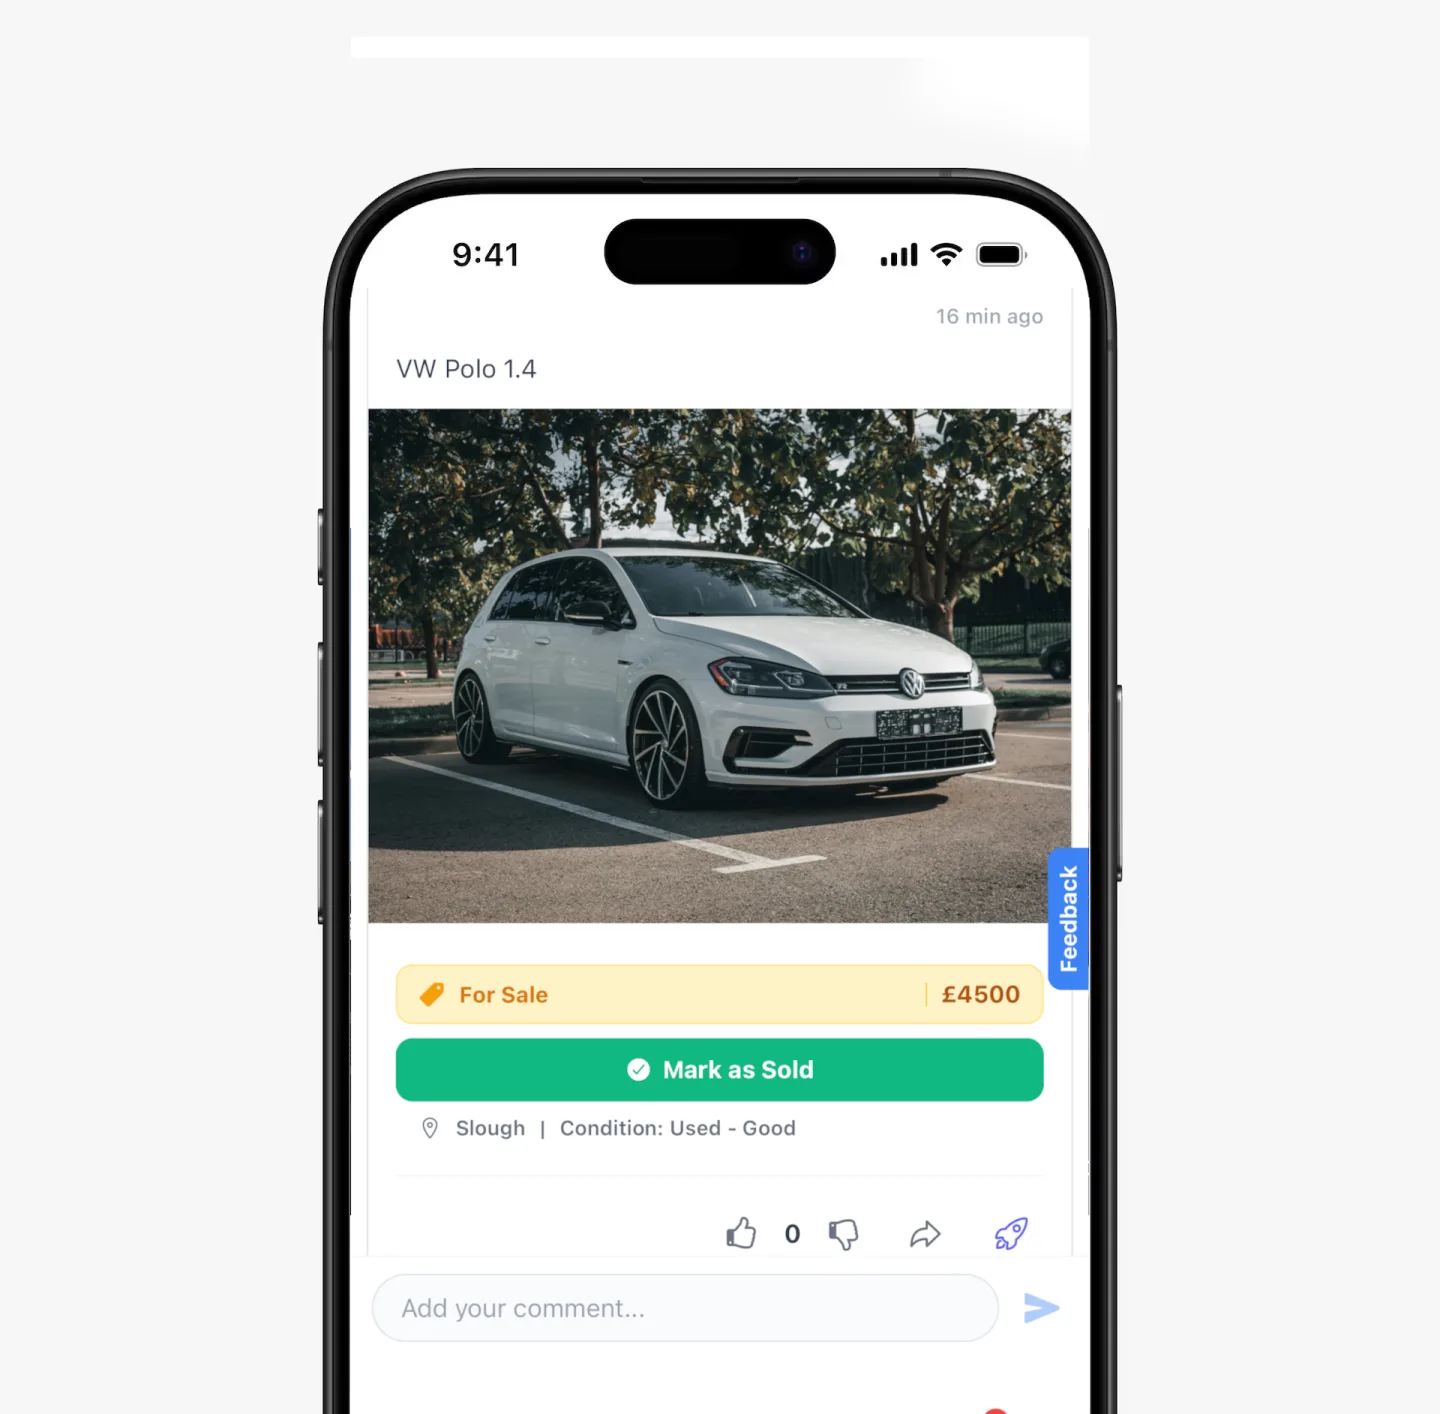 9:41
16 min ago
VW Polo 1.4
Feedback
For Sale
£4500
Mark as Sold
Slough | Condition: Used - Good
0
Add your comment...